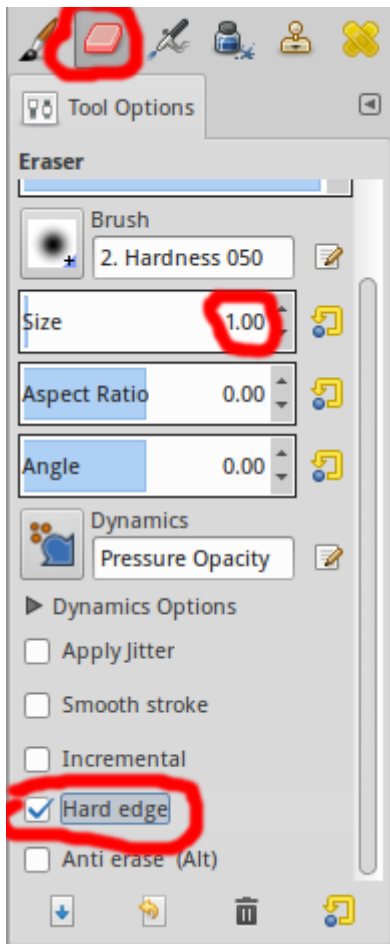 Tool Options
Eraser
Brush
2. Hardness 050
Size 1.00
Aspect Ratio 0.00
Angle 0.00
Dynamics
Pressure Opacity
Dynamics Options
Apply Jitter
Smooth stroke
Incremental
Hard edge
Anti erase (Alt)